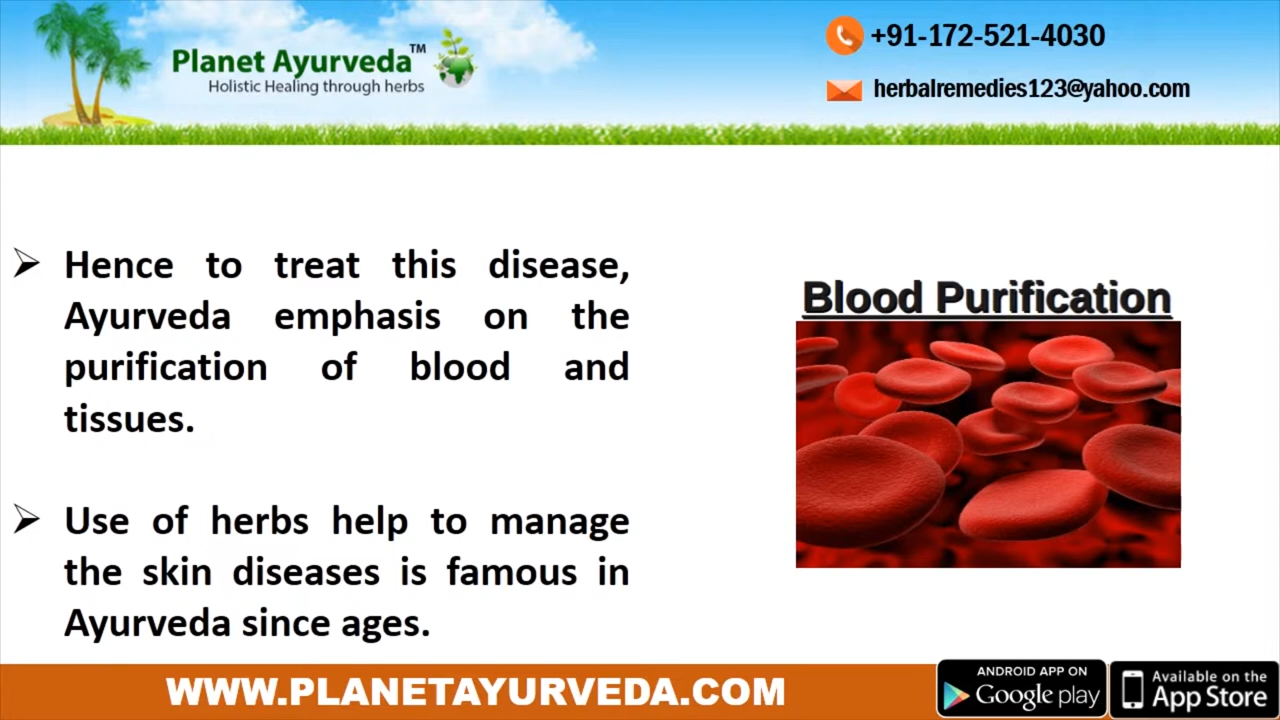 Planet Ayurveda™
Holistic Healing through herbs
+91-172-521-4030
herbalremedies123@yahoo.com
➢ Hence to treat this disease,
Ayurveda emphasis on the
purification of blood and
tissues.
➢ Use of herbs help to manage
the skin diseases is famous in
Ayurveda since ages.
Blood Purification
WWW.PLANETAYURVEDA.COM
ANDROID APP ON
Google play
Available on the
App Store